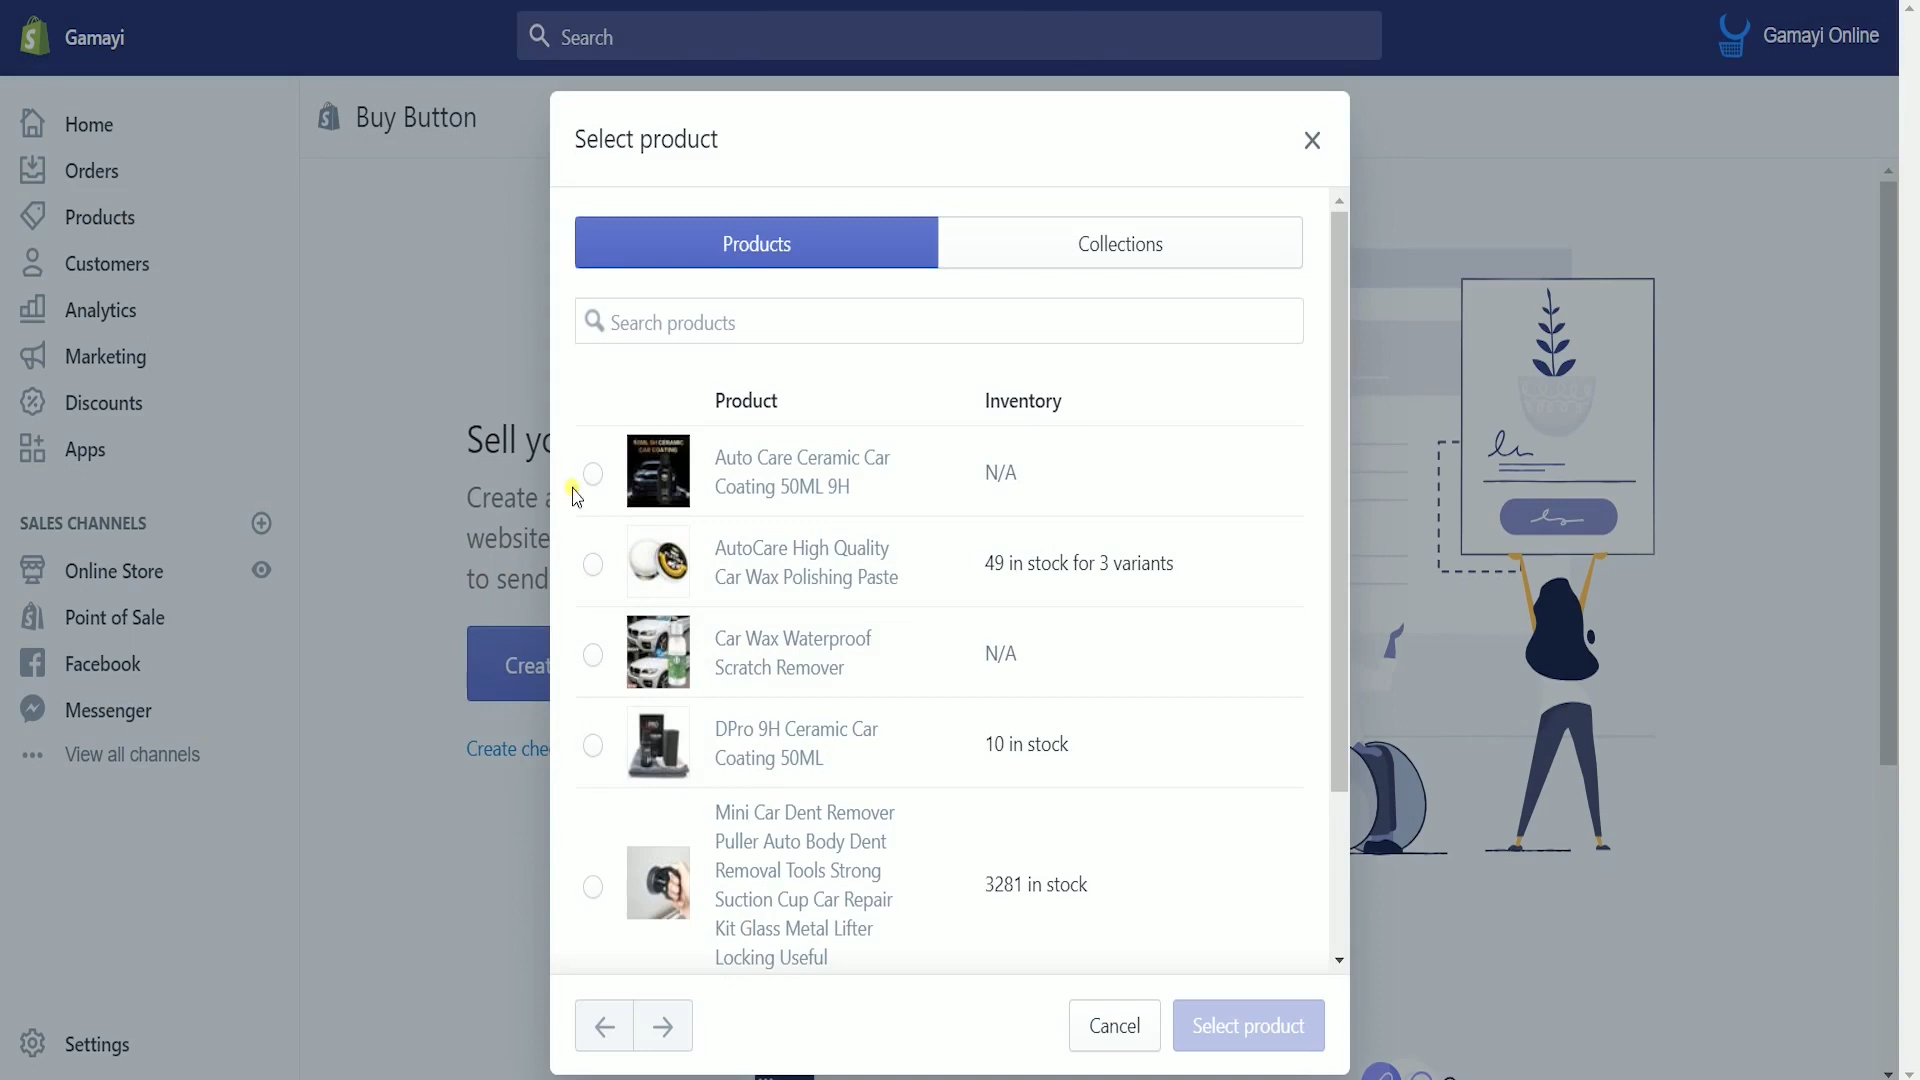 Gamayi
Search
Gamayi Online
Home
Orders
Products
Customers
Analytics
Marketing
Discounts
Apps
SALES CHANNELS
Online Store
Point of Sale
Facebook
Messenger
View all channels
Settings
Buy Button
Sell
Create
website
to send
Create
Select product
Products
Collections
Search products
Product Inventory
50ML 9H CERAMIC
CAR COATING
Auto Care Ceramic Car
Coating 50ML 9H
N/A
AutoCare High Quality
Car Wax Polishing Paste
49 in stock for 3 variants
Car Wax Waterproof
Scratch Remover
N/A
DPro 9H Ceramic Car
Coating 50ML
10 in stock
Mini Car Dent Remover
Puller Auto Body Dent
Removal Tools Strong
Suction Cup Car Repair
Kit Glass Metal Lifter
Locking Useful
3281 in stock
Cancel
Select product